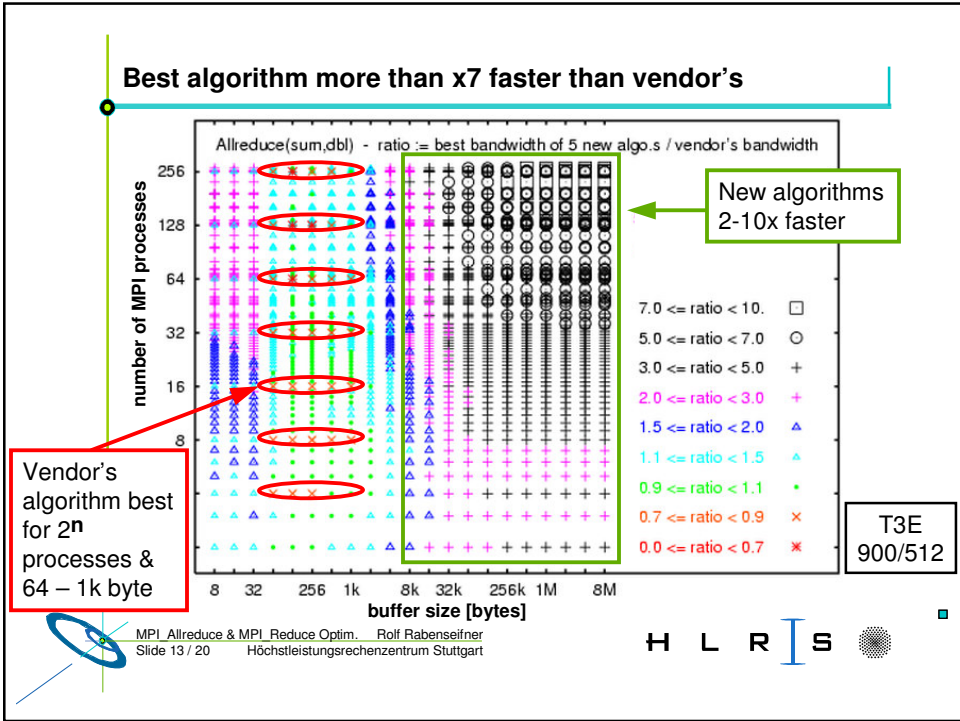 Best algorithm more than x7 faster than vendor's
Allreduce(sum,dbl) - ratio := best bandwidth of 5 new algo.s / vendor's bandwidth
number of MPI processes
256
128
64
32
16
8
New algorithms
2-10x faster
7.0 <= ratio < 10.
5.0 <= ratio < 7.0
3.0 <= ratio < 5.0
2.0 <= ratio < 3.0
1.5 <= ratio < 2.0
1.1 <= ratio < 1.5
0.9 <= ratio < 1.1
0.7 <= ratio < 0.9
0.0 <= ratio < 0.7
Vendor's
algorithm best
for 2ⁿ
processes &
64 – 1k byte
T3E
900/512
8 32 256 1k 8k 32k 256k 1M 8M
buffer size [bytes]
MPI_Allreduce & MPI_Reduce Optim. Rolf Rabenseifner
Slide 13 / 20 Höchstleistungsrechenzentrum Stuttgart
H L R I S